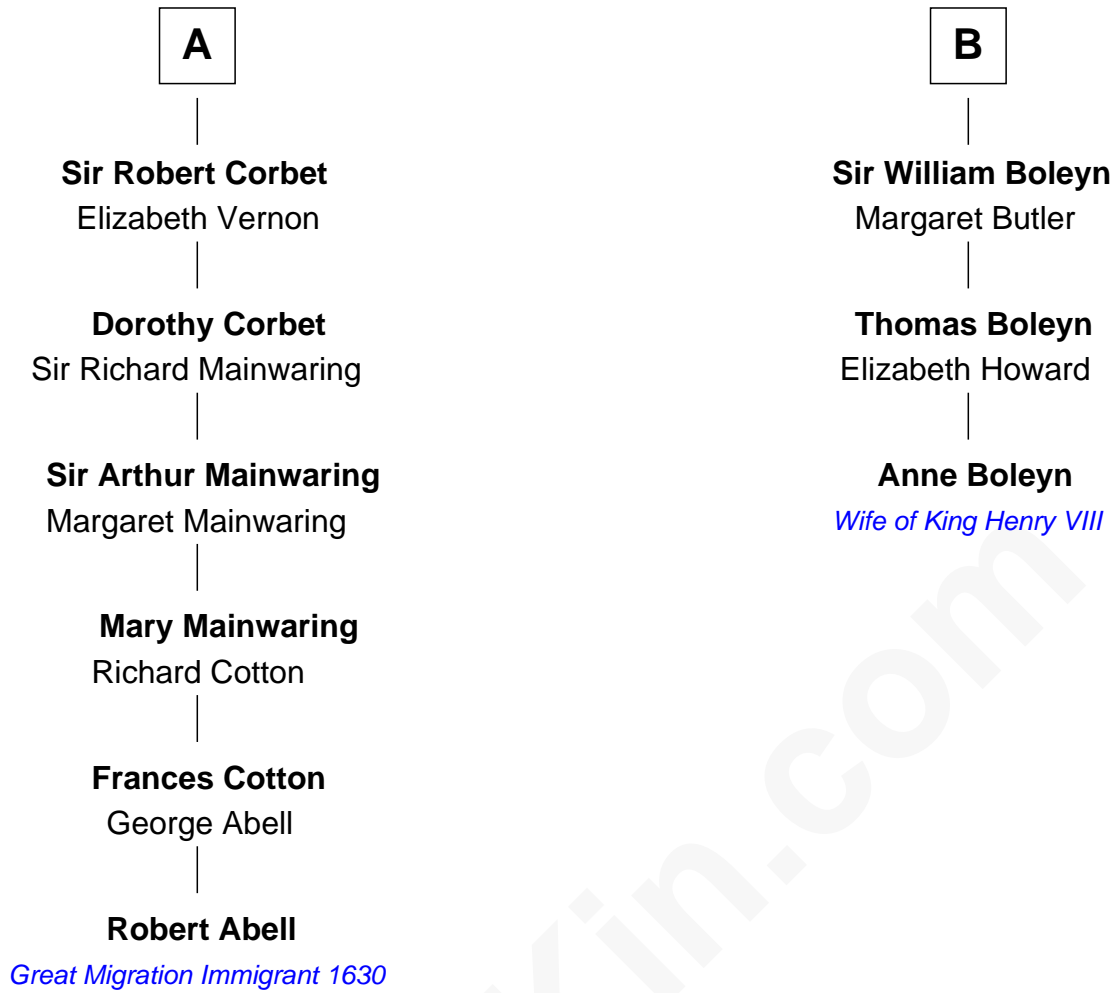 A
Sir Robert Corbet
Elizabeth Vernon
Dorothy Corbet
Sir Richard Mainwaring
Sir Arthur Mainwaring
Margaret Mainwaring
Mary Mainwaring
Richard Cotton
Frances Cotton
George Abell
Robert Abell
Great Migration Immigrant 1630
B
Sir William Boleyn
Margaret Butler
Thomas Boleyn
Elizabeth Howard
Anne Boleyn
Wife of King Henry VIII